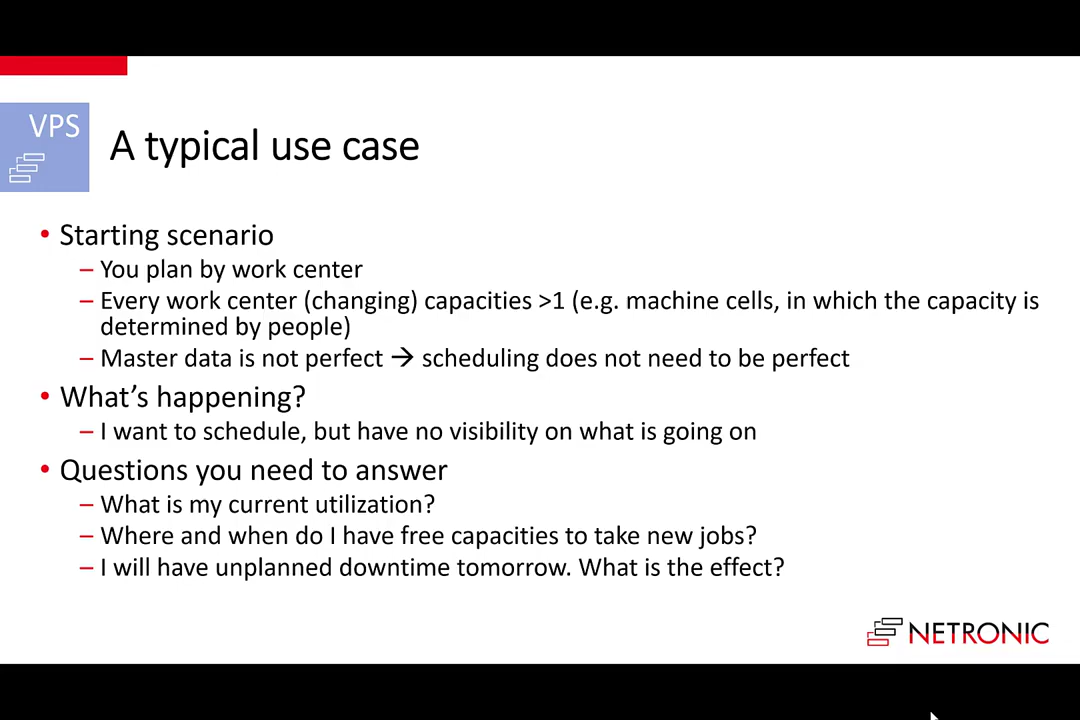 VPS
A typical use case
• Starting scenario
– You plan by work center
– Every work center (changing) capacities >1 (e.g. machine cells, in which the capacity is
determined by people)
– Master data is not perfect → scheduling does not need to be perfect
• What’s happening?
– I want to schedule, but have no visibility on what is going on
• Questions you need to answer
– What is my current utilization?
– Where and when do I have free capacities to take new jobs?
– I will have unplanned downtime tomorrow. What is the effect?
NETRONIC